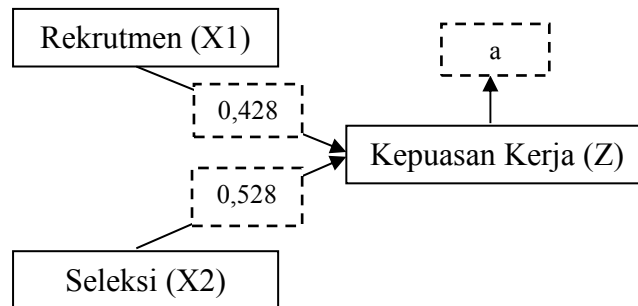 Rekrutmen (X1)
a
0,428
Kepuasan Kerja (Z)
0,528
Seleksi (X2)